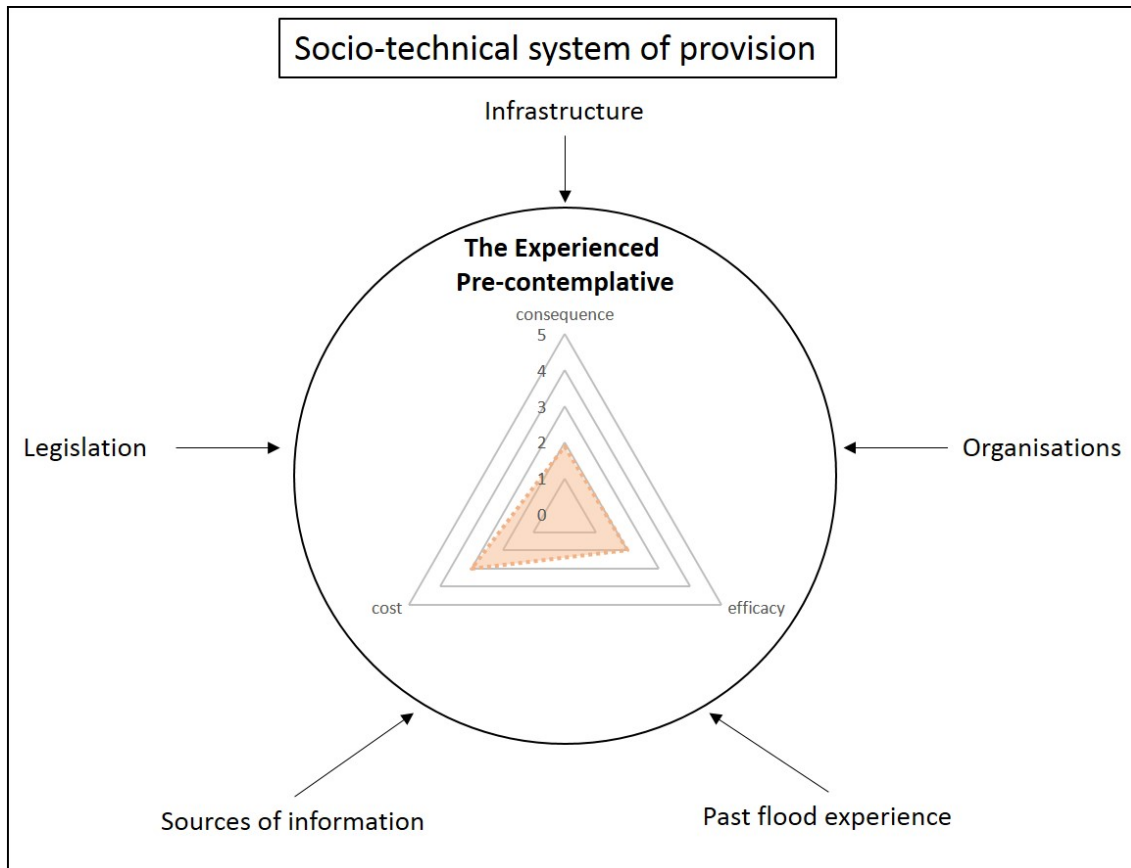 Socio-technical system of provision
Infrastructure
The Experienced
Pre-contemplative
consequence
5
4
3
2
1
0
Legislation
Organisations
cost
efficacy
Sources of information
Past flood experience